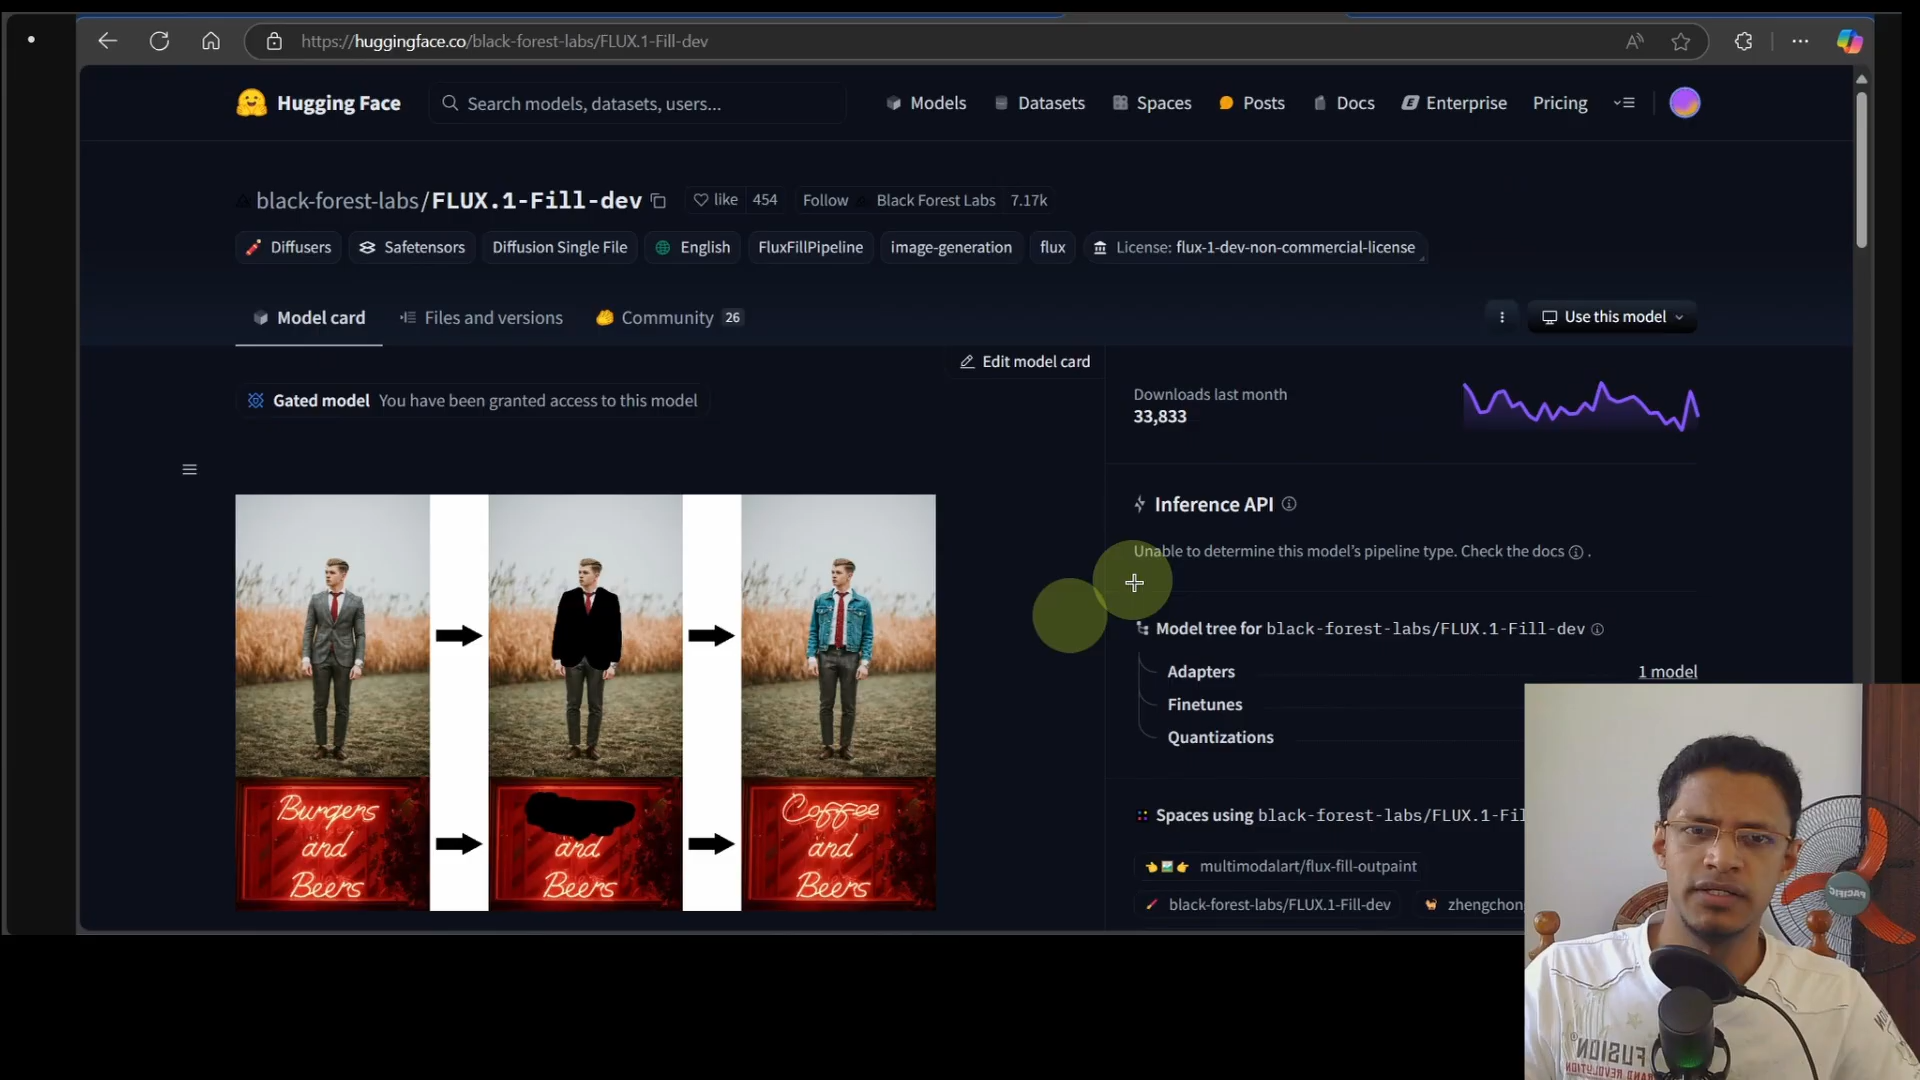 https://huggingface.co/black-forest-labs/FLUX.1-Fill-dev
Hugging Face
Search models, datasets, users...
Models
Datasets
Spaces
Posts
Docs
Enterprise
Pricing
black-forest-labs/FLUX.1-Fill-dev
like 454
Follow Black Forest Labs 7.17k
Diffusers
Safetensors
Diffusion Single File
English
FluxFillPipeline
image-generation
flux
License: flux-1-dev-non-commercial-license
Model card
Files and versions
Community 26
Use this model
Edit model card
Gated model You have been granted access to this model
Downloads last month
33,833
Inference API
Unable to determine this model's pipeline type. Check the docs .
Model tree for black-forest-labs/FLUX.1-Fill-dev
Adapters 1 model
Finetunes
Quantizations
Spaces using black-forest-labs/FLUX.1-Fil
multimodalart/flux-fill-outpaint
black-forest-labs/FLUX.1-Fill-dev
zhengchon
Burgers
and
Beers
and
Beers
Coffee
and
Beers
PACIFIC
FUSION